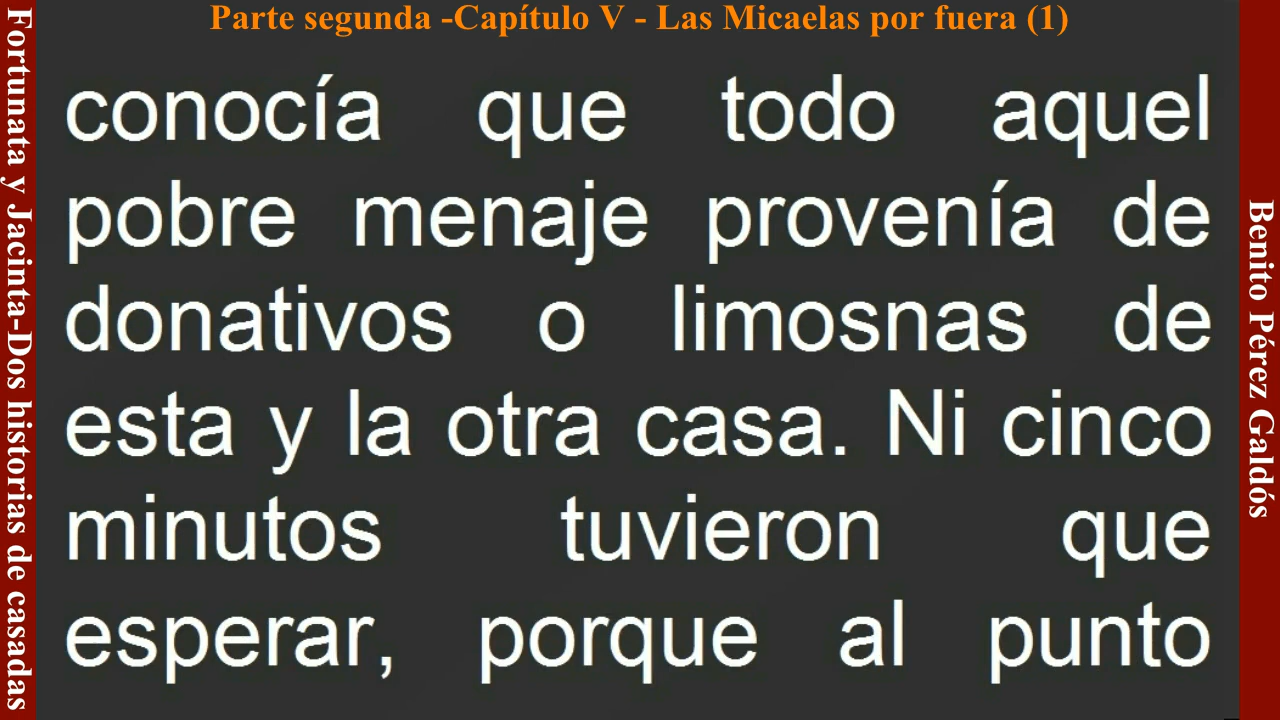 Parte segunda -Capítulo V - Las Micaelas por fuera (1)
Fortunata y Jacinta-Dos historias de casadas
conocía que todo aquel
pobre menaje provenía de
donativos o limosnas de
esta y la otra casa. Ni cinco
minutos tuvieron que
esperar, porque al punto
Benito Pérez Galdós